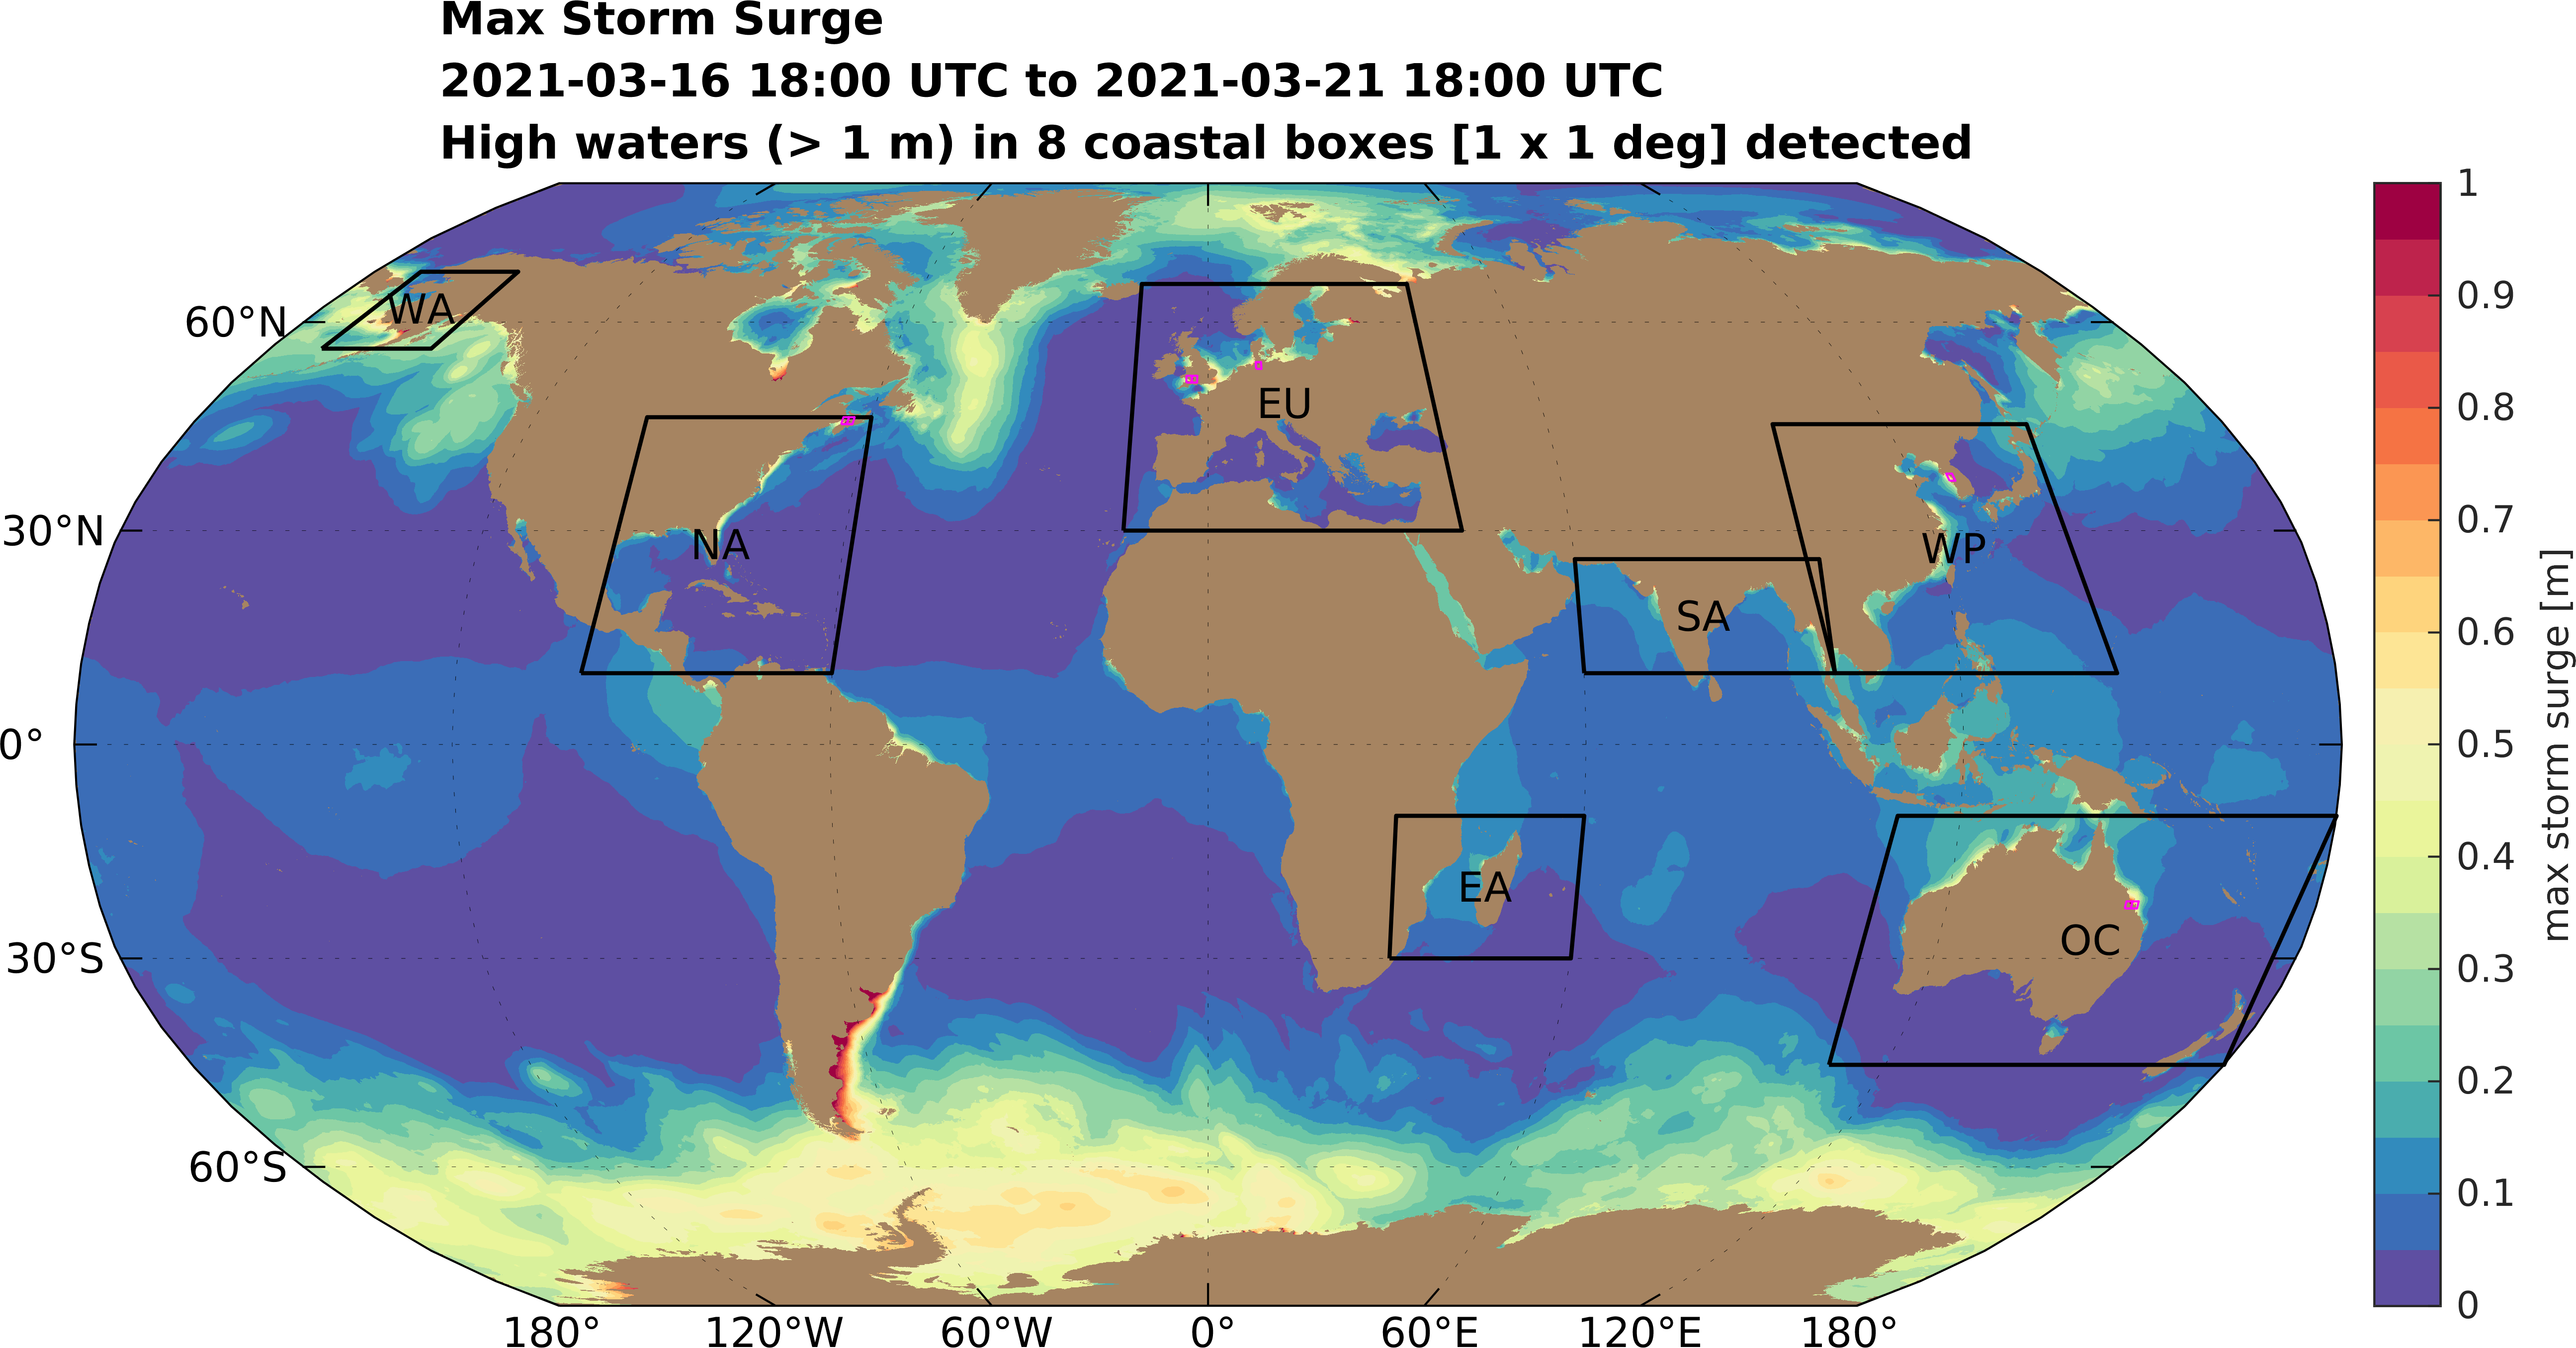 Max Storm Surge
2021-03-16 18:00 UTC to 2021-03-21 18:00 UTC
High waters (> 1 m) in 8 coastal boxes [1 x 1 deg] detected
60°N
30°N
0°
30°S
60°S
180°
120°W
60°W
0°
60°E
120°E
180°
WA
NA
EU
SA
WP
EA
OC
1
0.9
0.8
0.7
0.6
0.5
0.4
0.3
0.2
0.1
0
max storm surge [m]